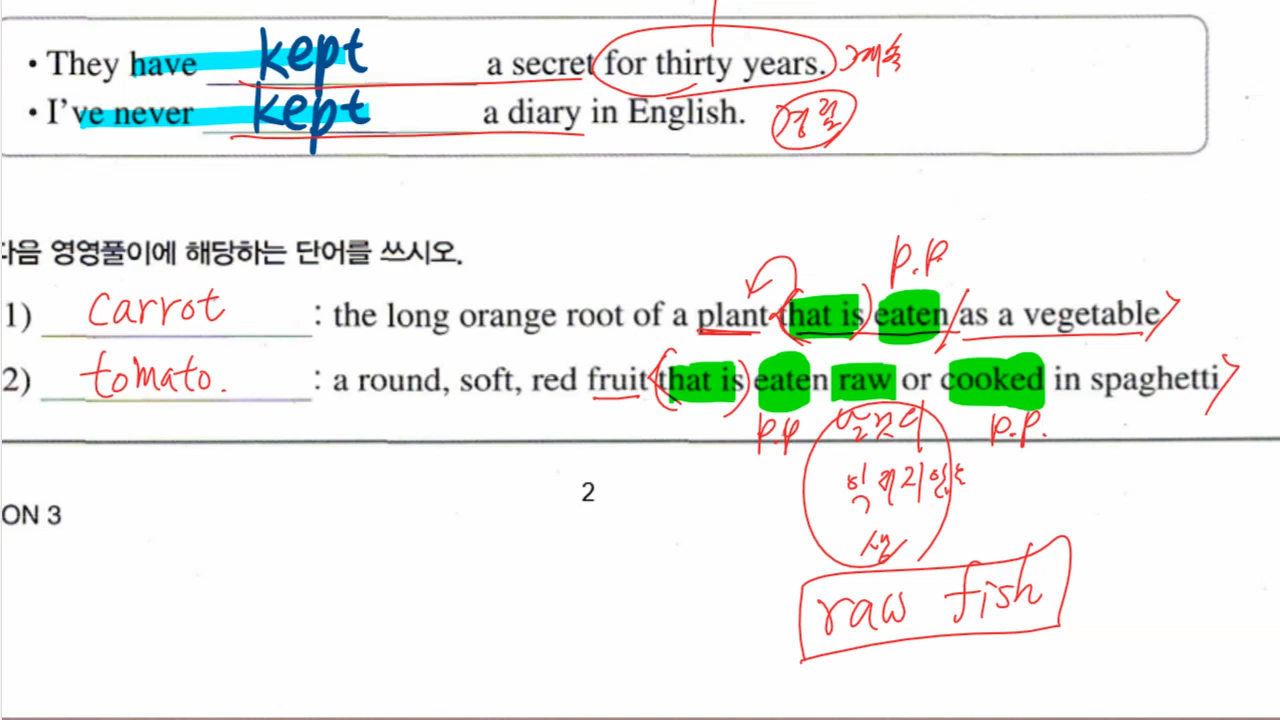 • They have kept a secret for thirty years. 계속
• I've never kept a diary in English. 경험
다음 영영풀이에 해당하는 단어를 쓰시오.
p.p.
1) carrot : the long orange root of a plant that is eaten as a vegetable
2) tomato. : a round, soft, red fruit that is eaten raw or cooked in spaghetti
p.p 날것의 p.p.
익히지않은
생
raw fish
2
ON 3